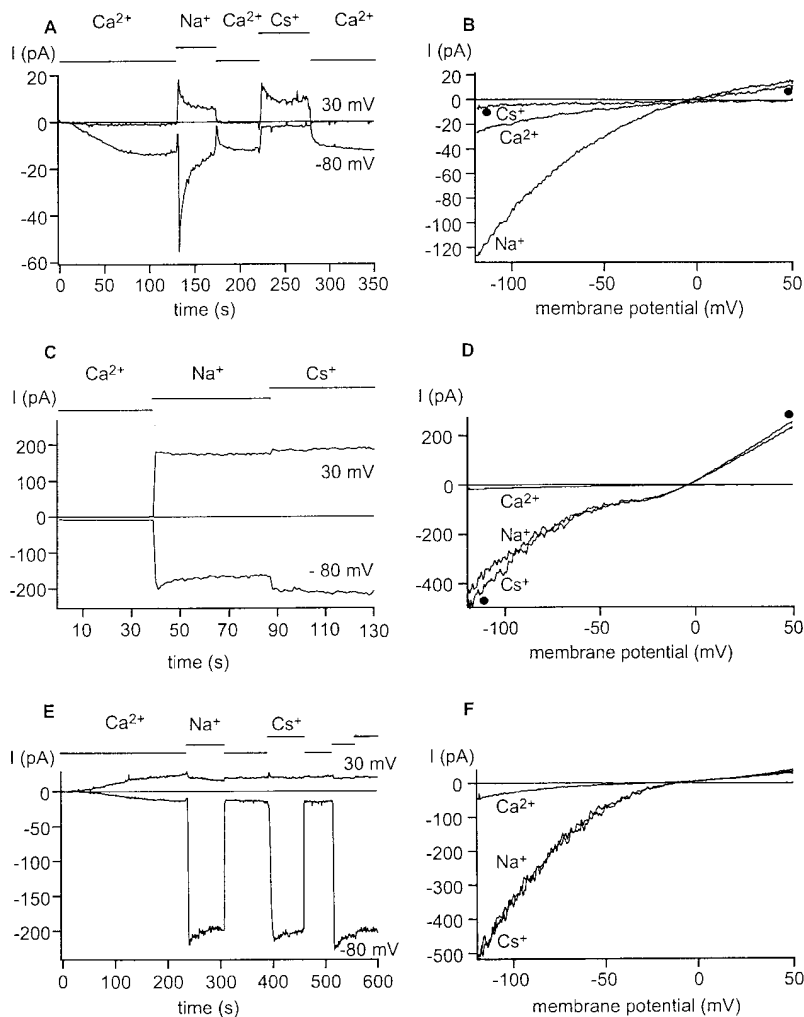 A
Ca2+ Na+ Ca2+ Cs+ Ca2+
I (pA)
20
0
-20
-40
-60
30 mV
-80 mV
0 50 100 150 200 250 300 350
time (s)
B
I (pA)
20
0
-20
-40
-60
-80
-100
-120
Cs+
Ca2+
Na+
-100 -50 0 50
membrane potential (mV)
C
Ca2+ Na+ Cs+
I (pA)
200
100
0
-100
-200
30 mV
- 80 mV
10 30 50 70 90 110 130
time (s)
D
I (pA)
200
0
-200
-400
Ca2+
Na+
Cs+
-100 -50 0 50
membrane potential (mV)
E
Ca2+ Na+ Cs+
I (pA)
0
-50
-100
-150
-200
30 mV
-80 mV
0 100 200 300 400 500 600
time (s)
F
I (pA)
0
-100
-200
-300
-400
-500
Ca2+
Na+
Cs+
-100 -50 0 50
membrane potential (mV)